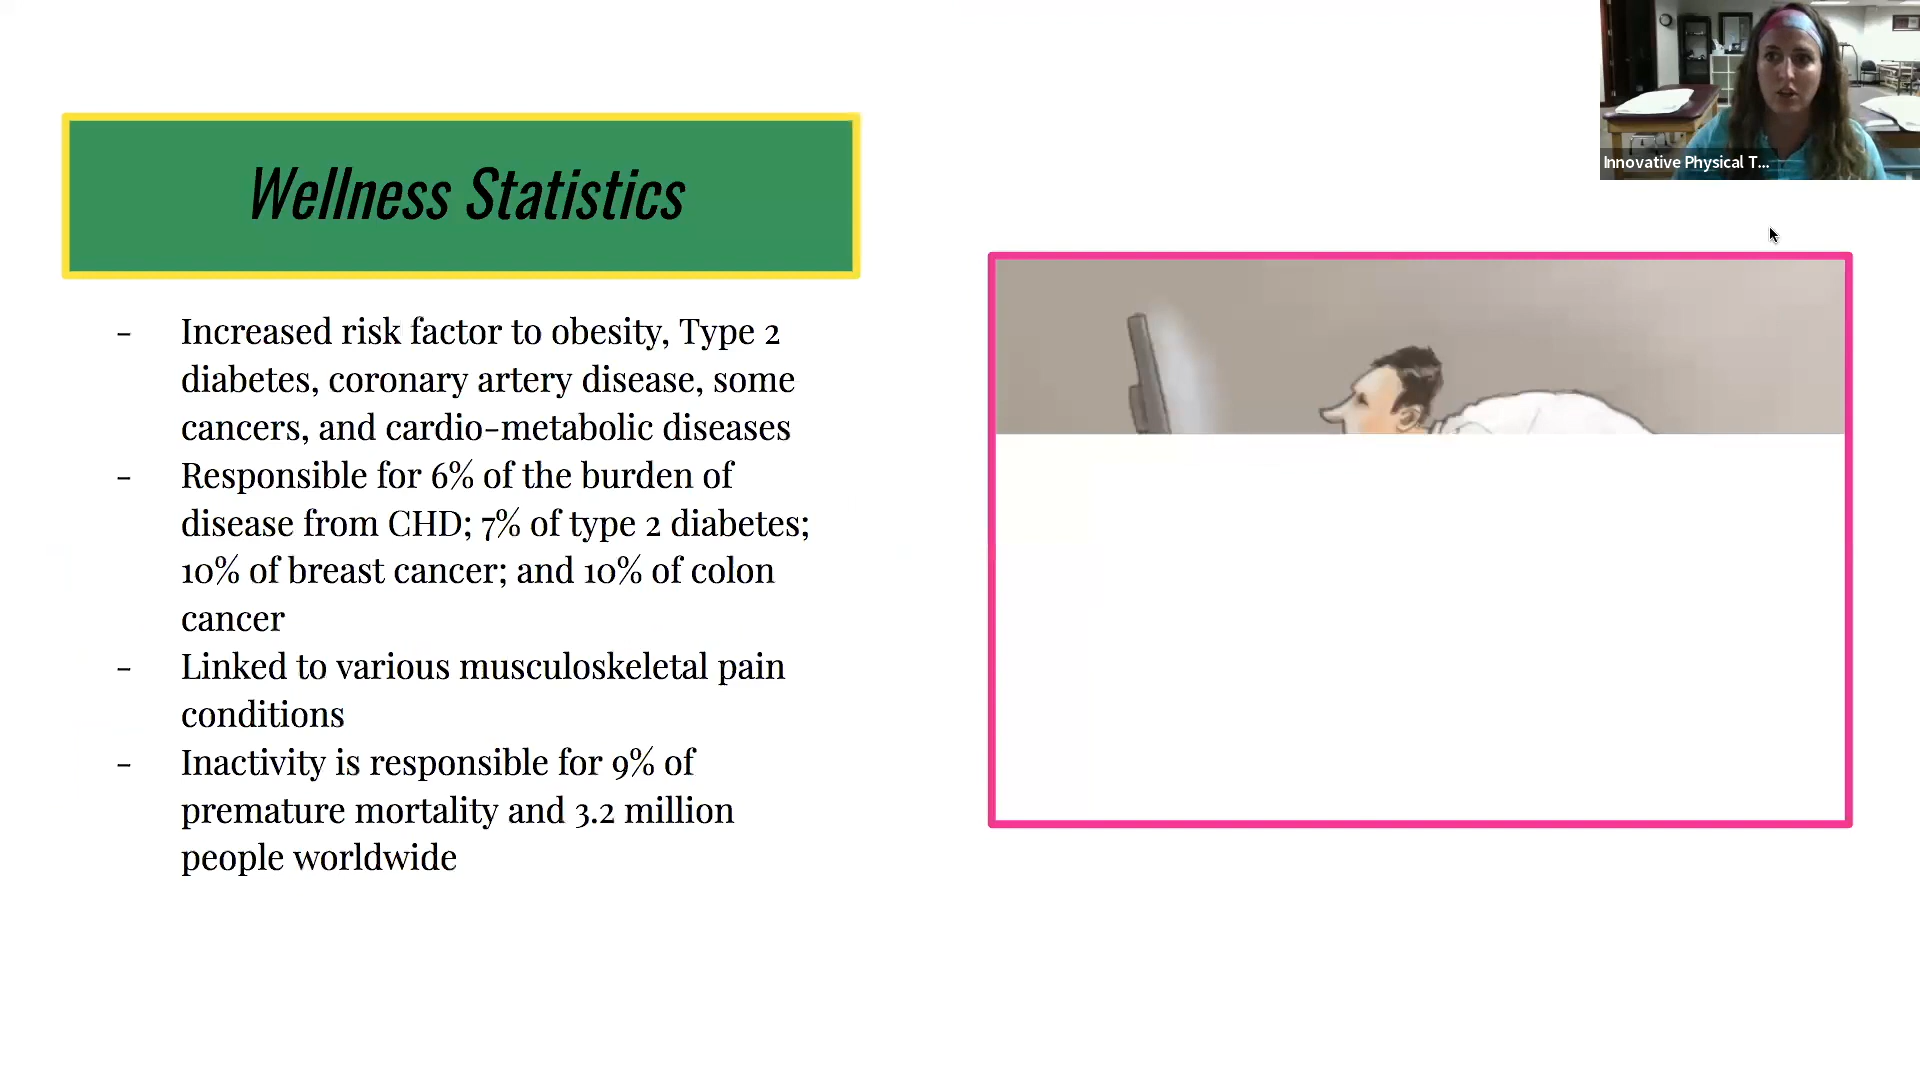 Innovative Physical T...
Wellness Statistics
- Increased risk factor to obesity, Type 2
diabetes, coronary artery disease, some
cancers, and cardio-metabolic diseases
- Responsible for 6% of the burden of
disease from CHD; 7% of type 2 diabetes;
10% of breast cancer; and 10% of colon
cancer
- Linked to various musculoskeletal pain
conditions
- Inactivity is responsible for 9% of
premature mortality and 3.2 million
people worldwide